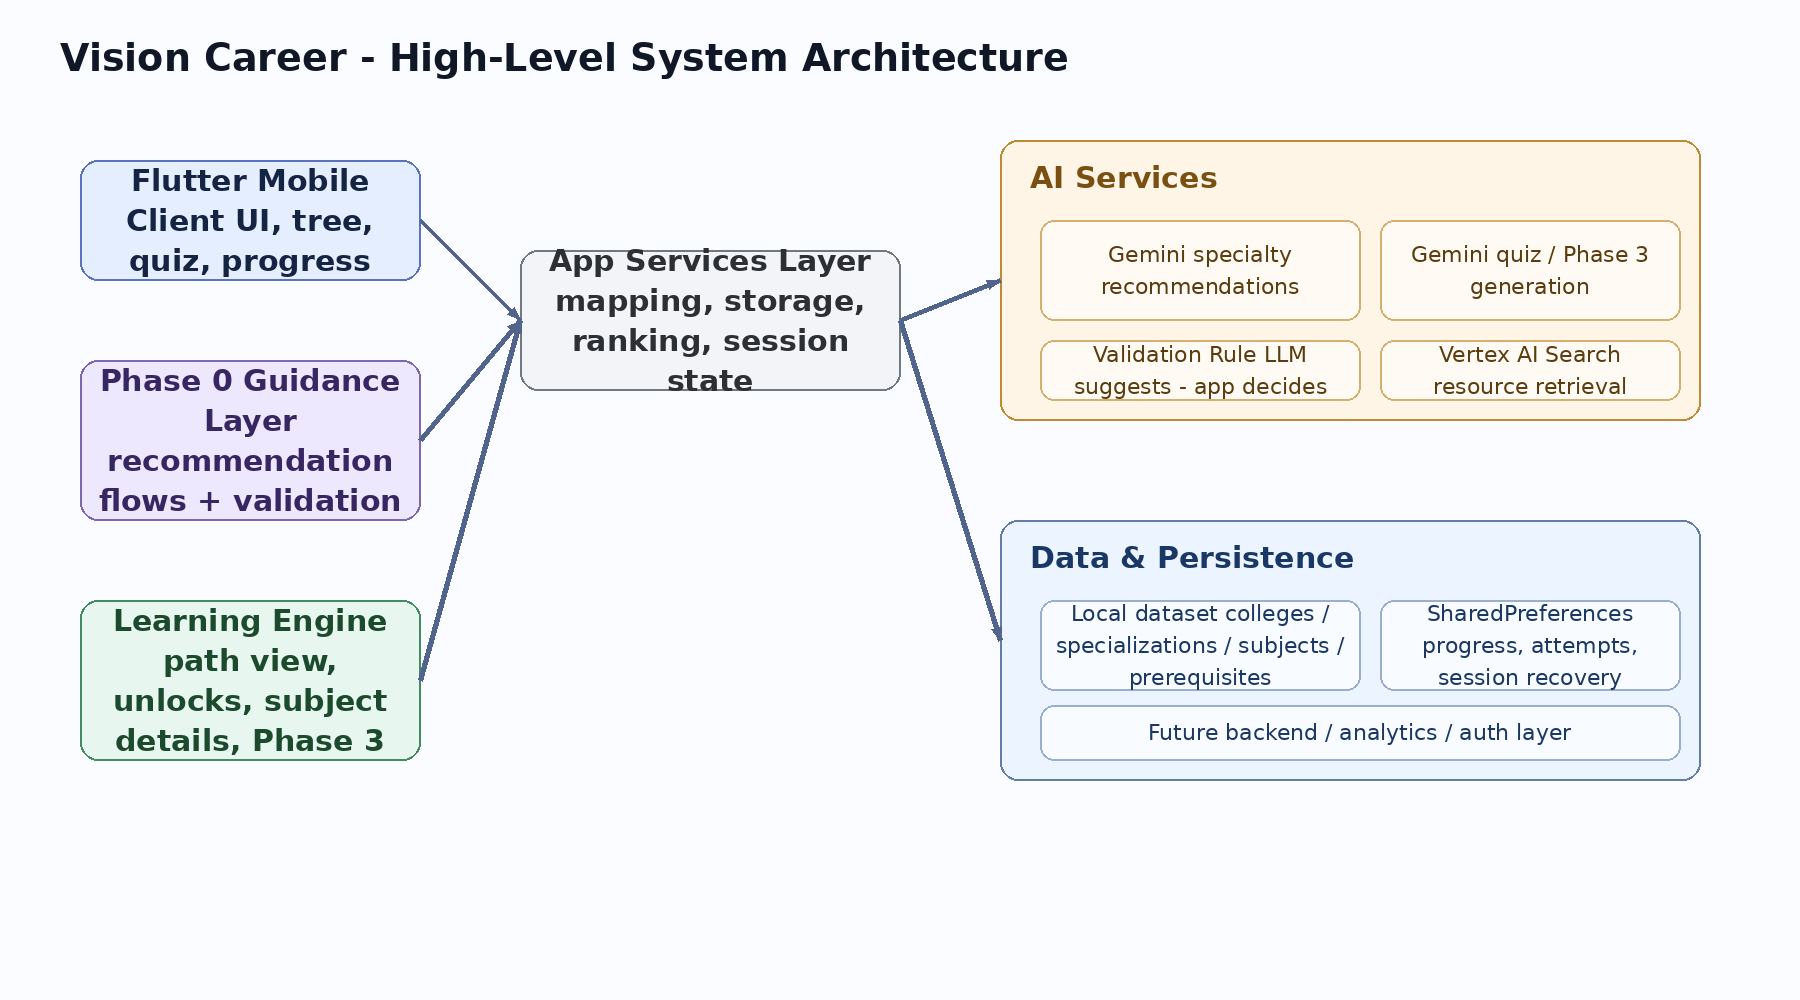 Vision Career - High-Level System Architecture
Flutter Mobile
Client UI, tree,
quiz, progress
Phase 0 Guidance
Layer
recommendation
flows + validation
Learning Engine
path view,
unlocks, subject
details, Phase 3
App Services Layer
mapping, storage,
ranking, session
state
AI Services
Gemini specialty
recommendations
Gemini quiz / Phase 3
generation
Validation Rule LLM
suggests - app decides
Vertex AI Search
resource retrieval
Data & Persistence
Local dataset colleges /
specializations / subjects /
prerequisites
SharedPreferences
progress, attempts,
session recovery
Future backend / analytics / auth layer